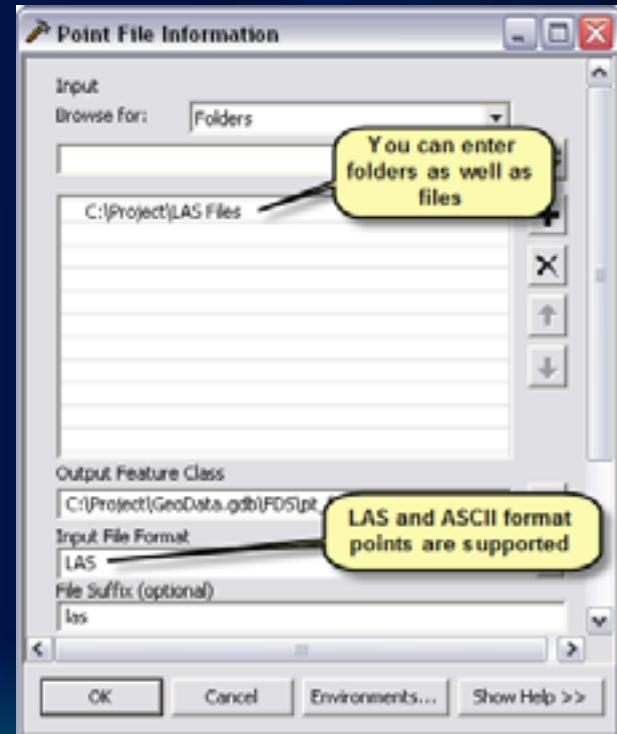 Point File Information
Input
Browse for:
Folders
You can enter
folders as well as
files
C:\Project\LAS Files
Output Feature Class
C:\Project\GeoData.gdb\FDS\pt_
LAS and ASCII format
points are supported
Input File Format
LAS
File Suffix (optional)
las
OK
Cancel
Environments...
Show Help >>